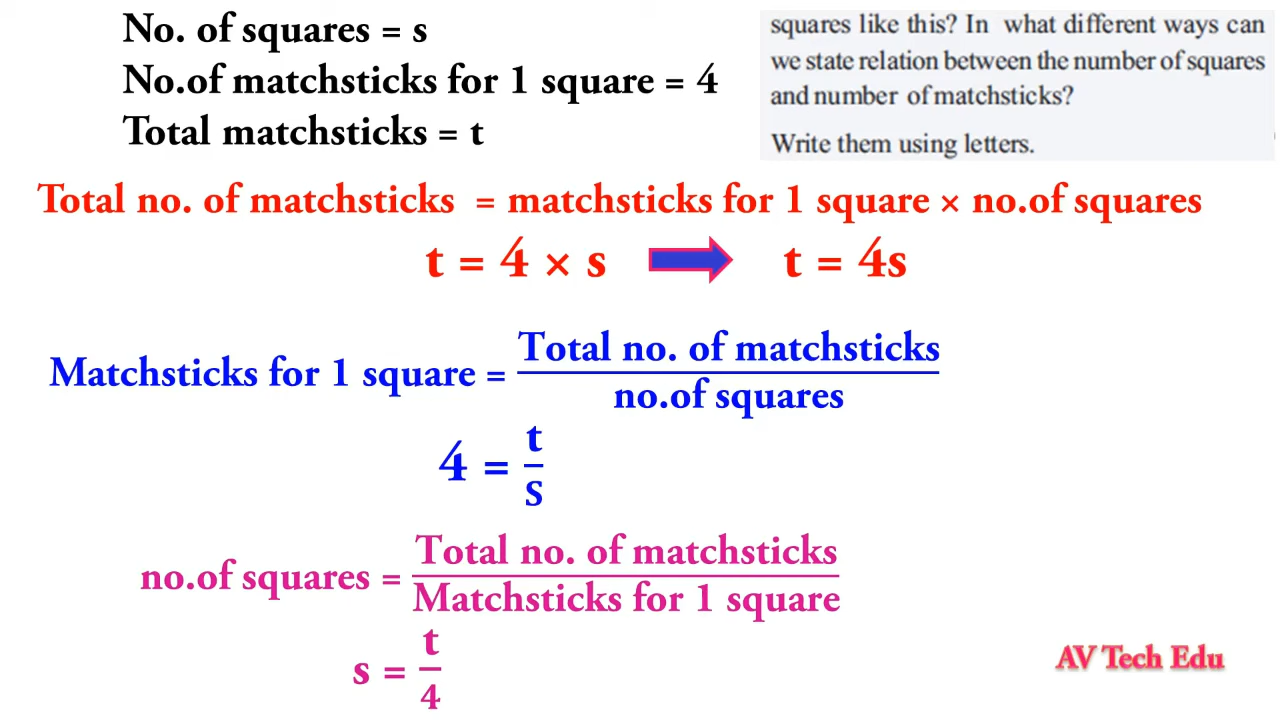 No. of squares = s
No.of matchsticks for 1 square = 4
Total matchsticks = t
squares like this? In what different ways can
we state relation between the number of squares
and number of matchsticks?
Write them using letters.
Total no. of matchsticks = matchsticks for 1 square × no.of squares
t = 4 × s t = 4s
Total no. of matchsticks
Matchsticks for 1 square =
no.of squares
t
4 =
s
Total no. of matchsticks
no.of squares =
Matchsticks for 1 square
t
s =
4
AV Tech Edu